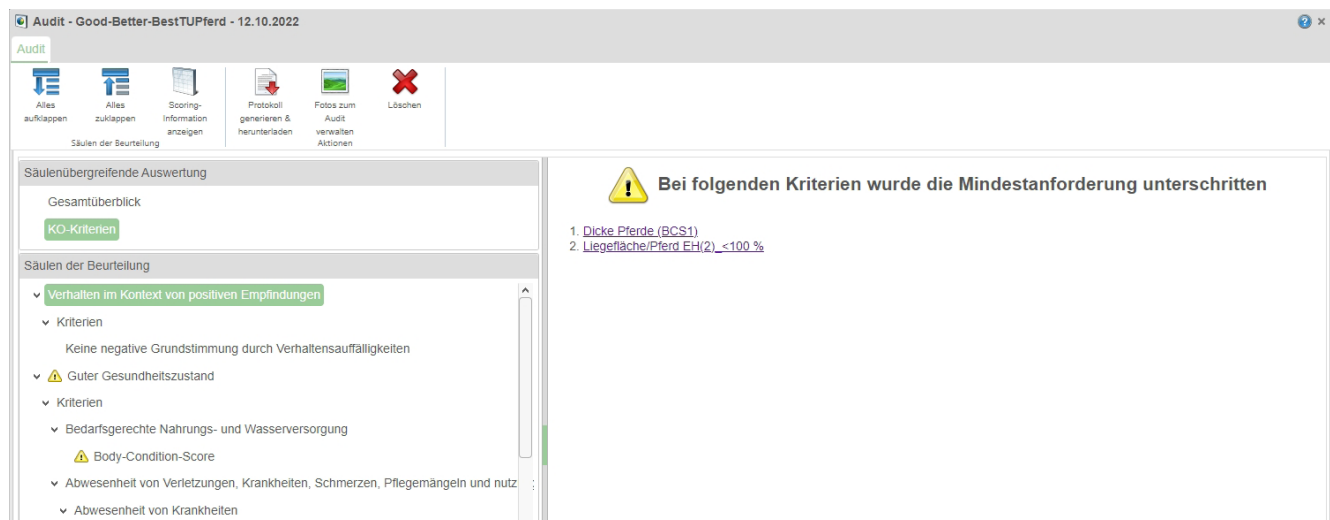 Audit - Good-Better-BestTUPferd - 12.10.2022
Audit
Alles aufklappen
Alles zuklappen
Scoring-Information anzeigen
Protokoll generieren & herunterladen
Fotos zum Audit verwalten
Löschen
Säulen der Beurteilung
Aktionen
Säulenübergreifende Auswertung
Gesamtüberblick
KO-Kriterien
Säulen der Beurteilung
Verhalten im Kontext von positiven Empfindungen
Kriterien
Keine negative Grundstimmung durch Verhaltensauffälligkeiten
Guter Gesundheitszustand
Kriterien
Bedarfsgerechte Nahrungs- und Wasserversorgung
Body-Condition-Score
Abwesenheit von Verletzungen, Krankheiten, Schmerzen, Pflegemängeln und nutz
Abwesenheit von Krankheiten
Bei folgenden Kriterien wurde die Mindestanforderung unterschritten
1. Dicke Pferde (BCS1)
2. Liegefläche/Pferd EH(2)_<100 %